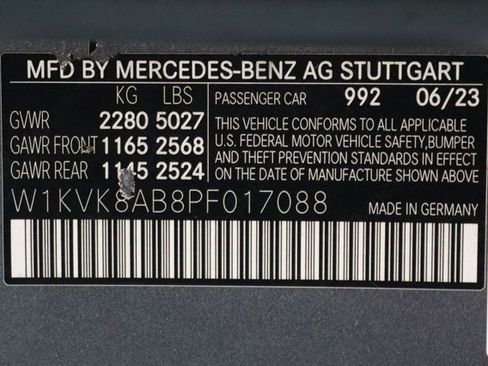 MFD BY MERCEDES-BENZ AG STUTTGART
KG LBS PASSENGER CAR 992 06/23
GVWR 2280 5027
GAWR FRONT 1165 2568
GAWR REAR 1145 2524
THIS VEHICLE CONFORMS TO ALL APPLICABLE
U.S. FEDERAL MOTOR VEHICLE SAFETY, BUMPER
AND THEFT PREVENTION STANDARDS IN EFFECT
ON THE DATE OF MANUFACTURE SHOWN ABOVE
W1KVK8AB8PF017088 MADE IN GERMANY